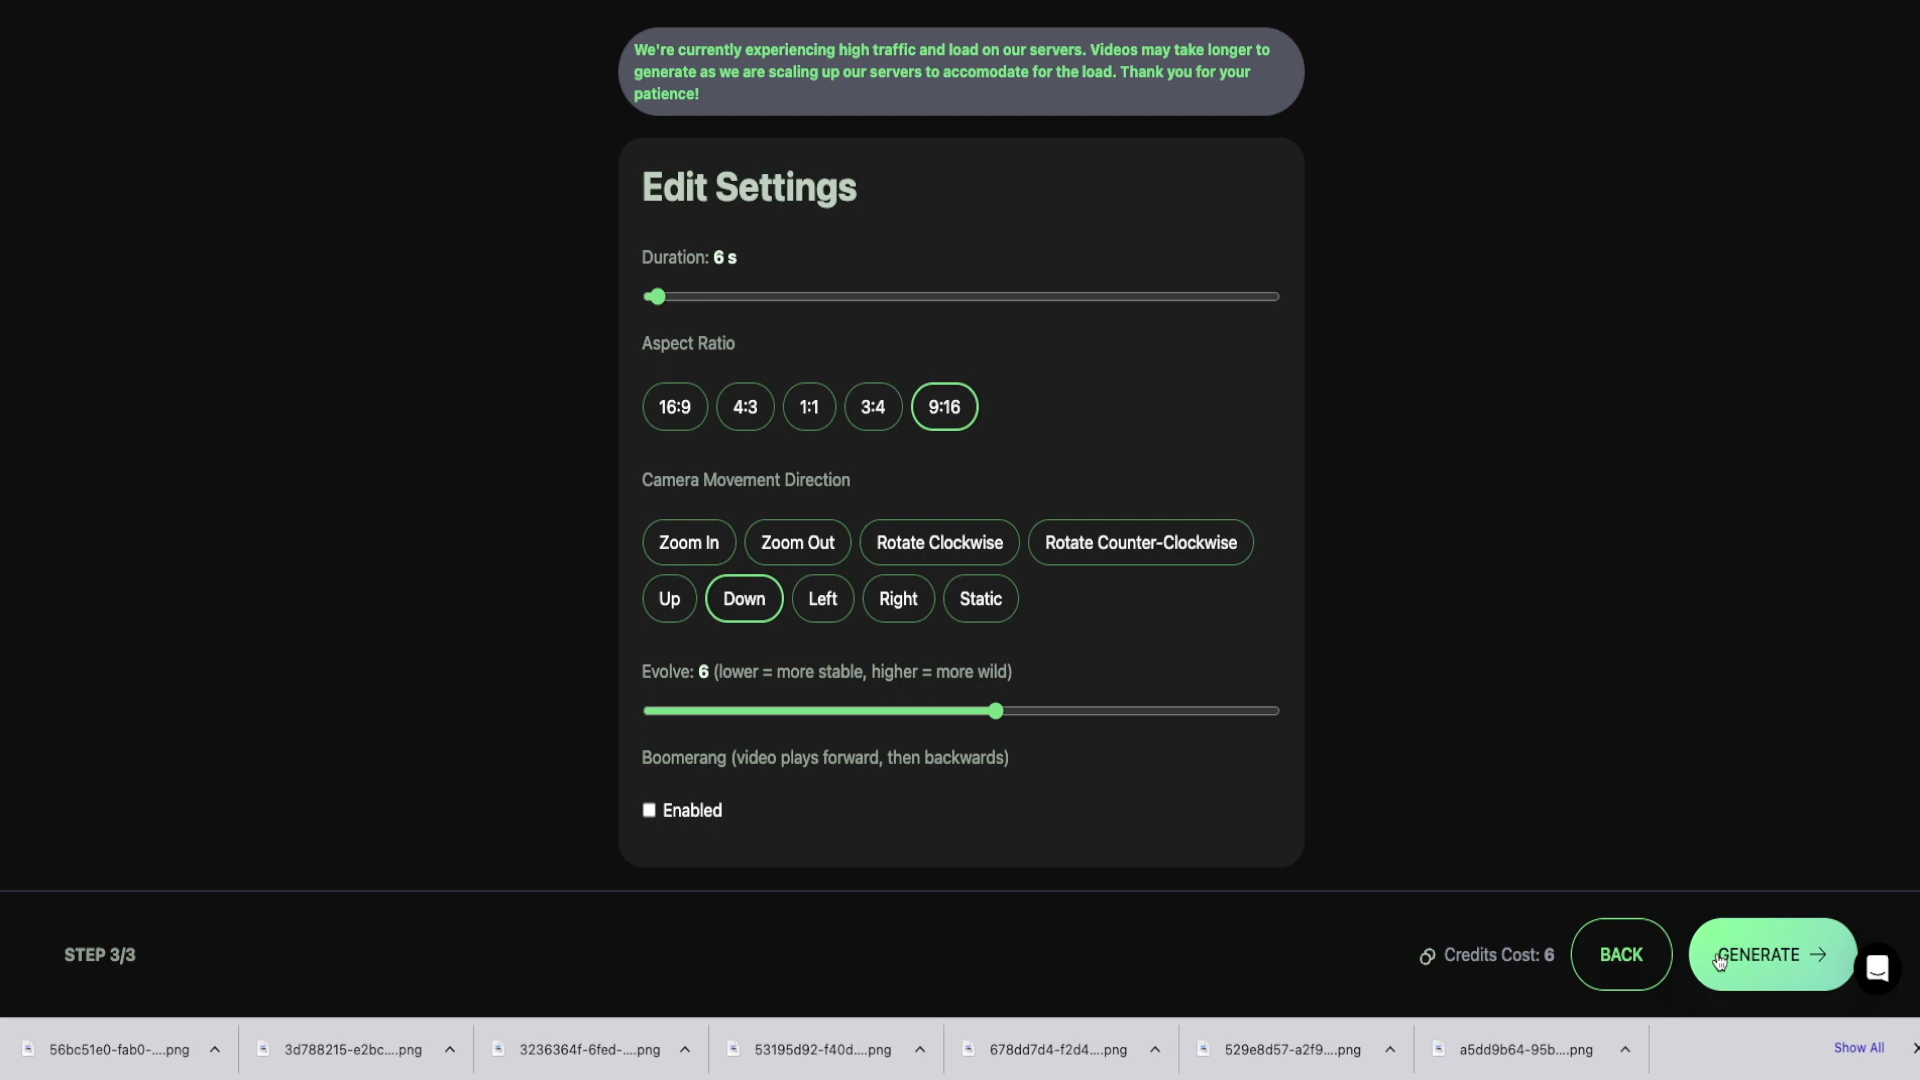 We're currently experiencing high traffic and load on our servers. Videos may take longer to
generate as we are scaling up our servers to accomodate for the load. Thank you for your
patience!
Edit Settings
Duration: 6 s
Aspect Ratio
16:9 4:3 1:1 3:4 9:16
Camera Movement Direction
Zoom In Zoom Out Rotate Clockwise Rotate Counter-Clockwise
Up Down Left Right Static
Evolve: 6 (lower = more stable, higher = more wild)
Boomerang (video plays forward, then backwards)
Enabled
STEP 3/3 Credits Cost: 6 BACK GENERATE →
56bc51e0-fab0-....png 3d788215-e2bc....png 3236364f-6fed-....png 53195d92-f40d....png 678dd7d4-f2d4....png 529e8d57-a2f9....png a5dd9b64-95b....png Show All